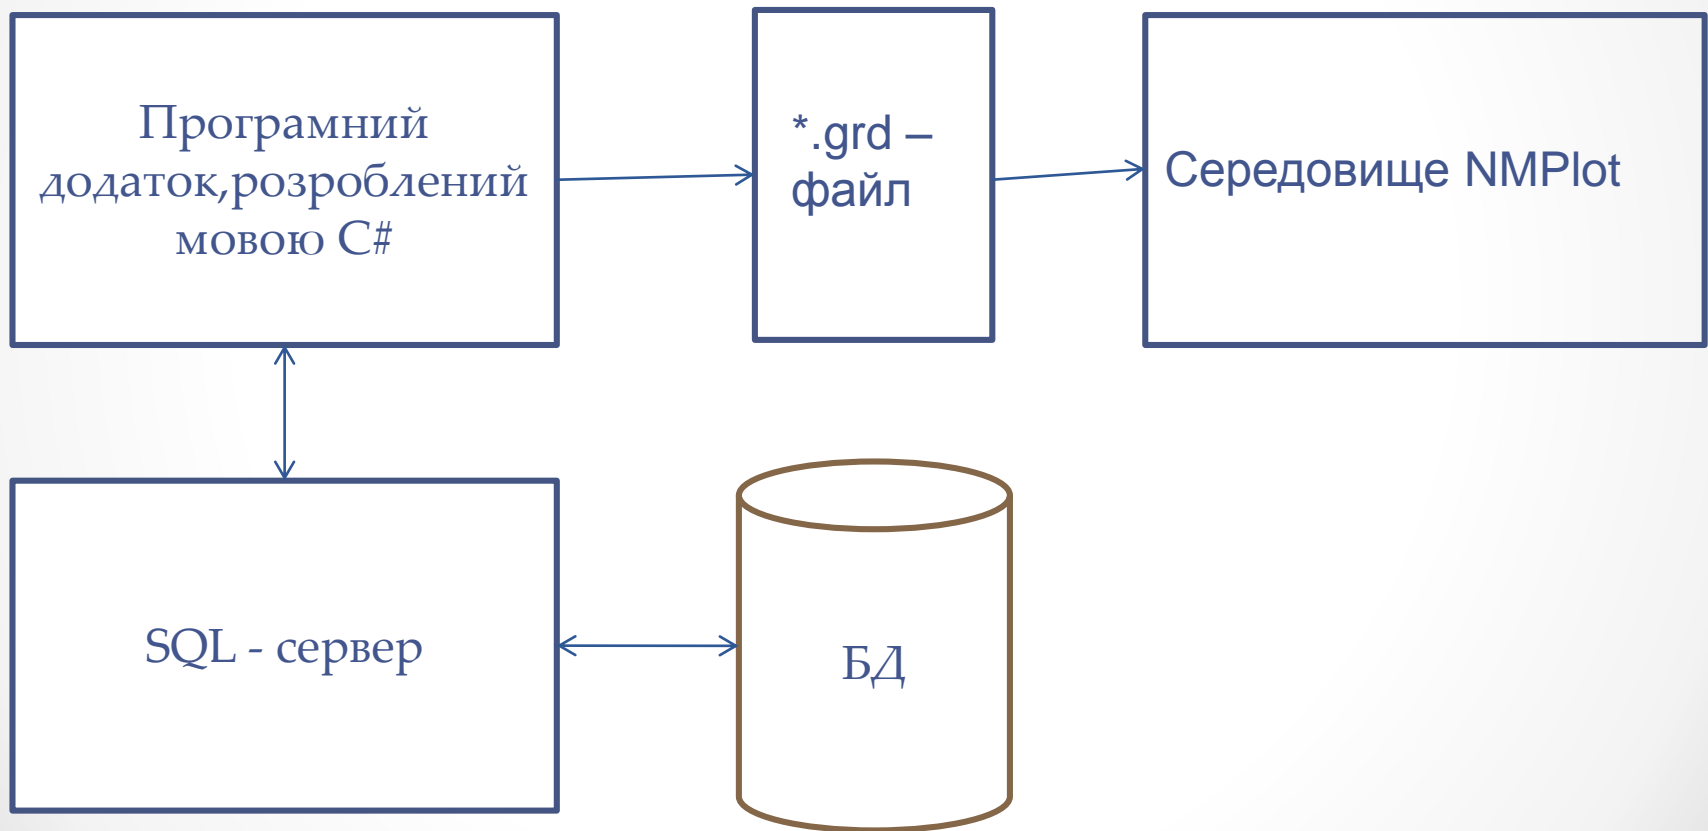 Програмний
додаток,розроблений
мовою C#
*.grd –
файл
Середовище NMPlot
SQL - сервер
БД